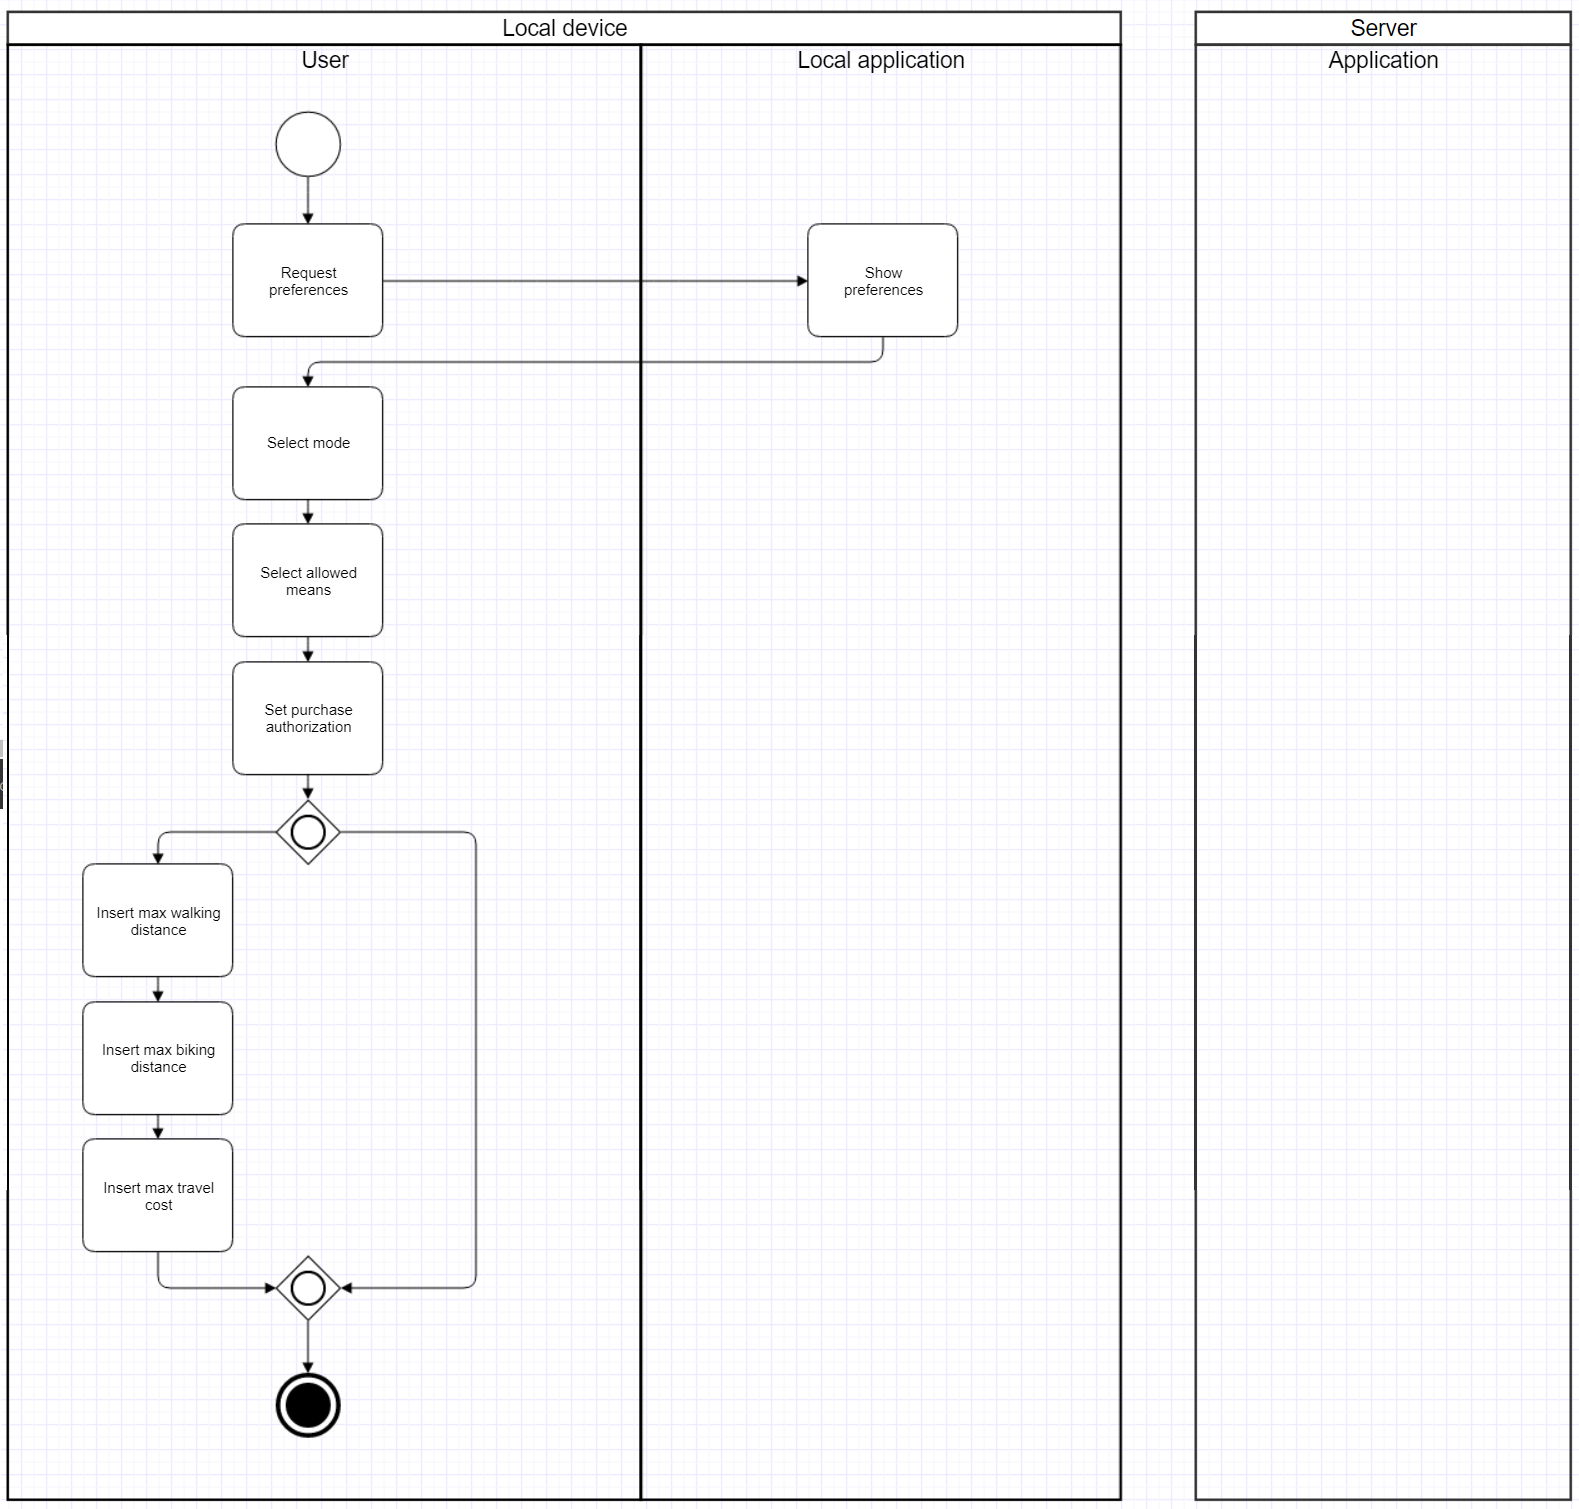 Local device
Server
User
Local application
Application
Request
preferences
Show
preferences
Select mode
Select allowed
means
Set purchase
authorization
Insert max walking
distance
Insert max biking
distance
Insert max travel
cost